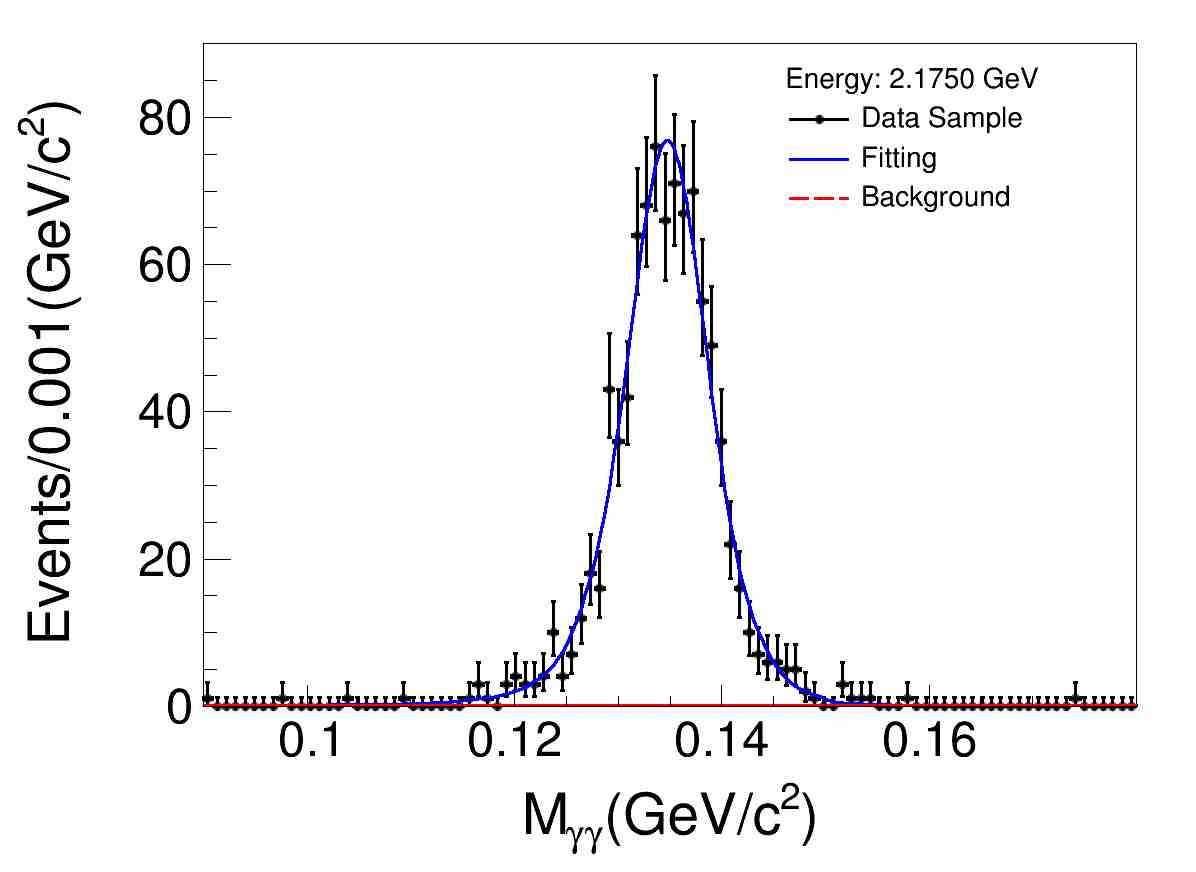 Energy: 2.1750 GeV
Data Sample
Fitting
Background
Events/0.001(GeV/c²)
80
60
40
20
0
0.1 0.12 0.14 0.16
Mγγ(GeV/c²)